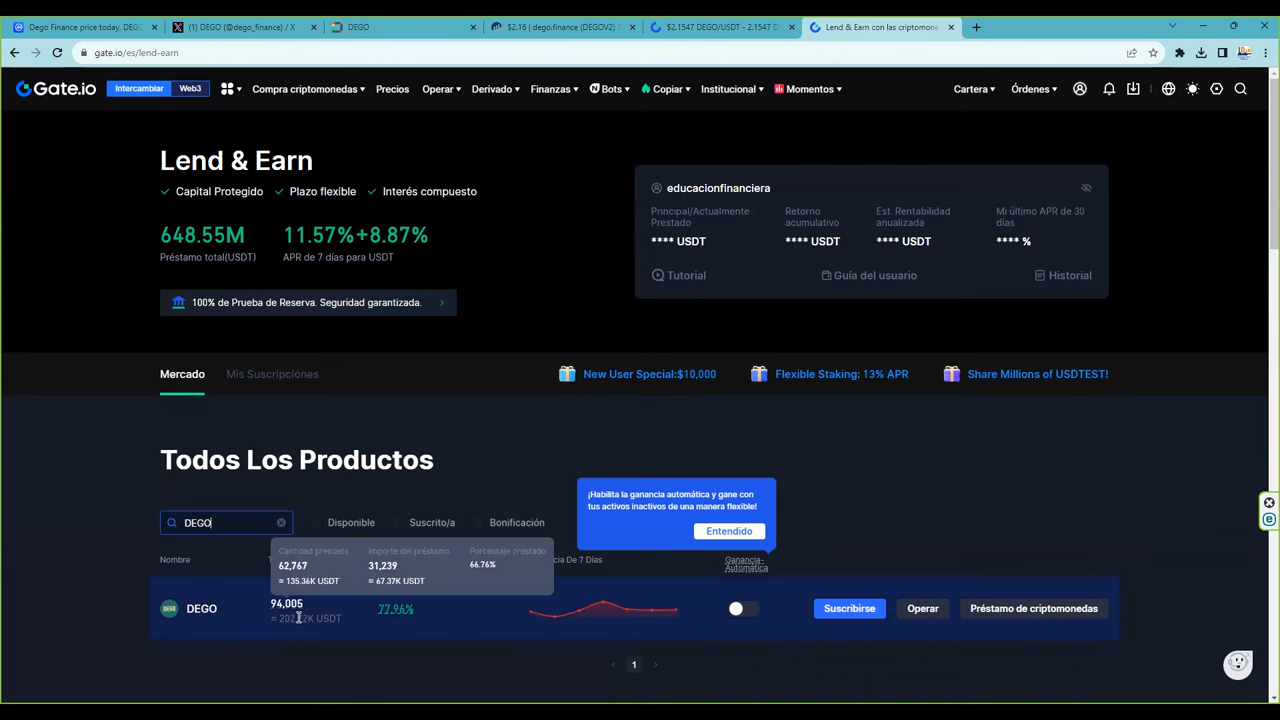 Dego Finance price today, DEGO
(1) DEGO (@dego_finance) / X
DEGO
$2.16 | dego.finance (DEGOV2) 1
$2.1547 DEGO/USDT - 2.1547 D
Lend & Earn con las criptomone
gate.io/es/lend-earn
Gate.io
Intercambiar
Web3
Compra criptomonedas
Precios
Operar
Derivado
Finanzas
Bots
Copiar
Institucional
Momentos
Cartera
Órdenes
Lend & Earn
Capital Protegido
Plazo flexible
Interés compuesto
648.55M
11.57%+8.87%
Préstamo total(USDT)
APR de 7 días para USDT
100% de Prueba de Reserva. Seguridad garantizada.
educacionfinanciera
Principal/Actualmente
Prestado
Retorno
acumulativo
Est. Rentabilidad
anualizada
Mi último APR de 30
días
**** USDT
**** USDT
**** USDT
**** %
Tutorial
Guía del usuario
Historial
Mercado
Mis Suscripciónes
New User Special:$10,000
Flexible Staking: 13% APR
Share Millions of USDTEST!
Todos Los Productos
¡Habilita la ganancia automática y gane con
tus activos inactivos de una manera flexible!
Entendido
DEGO
Disponible
Suscrito/a
Bonificación
Cantidad prestada
Importe del préstamo
Porcentaje prestado
62,767
31,239
66.76%
≈ 135.36K USDT
≈ 67.37K USDT
Nombre
De 7 Días
Ganancia-
Automática
DEGO
94,005
USDT
77.96%
Suscribirse
Operar
Préstamo de criptomonedas
1